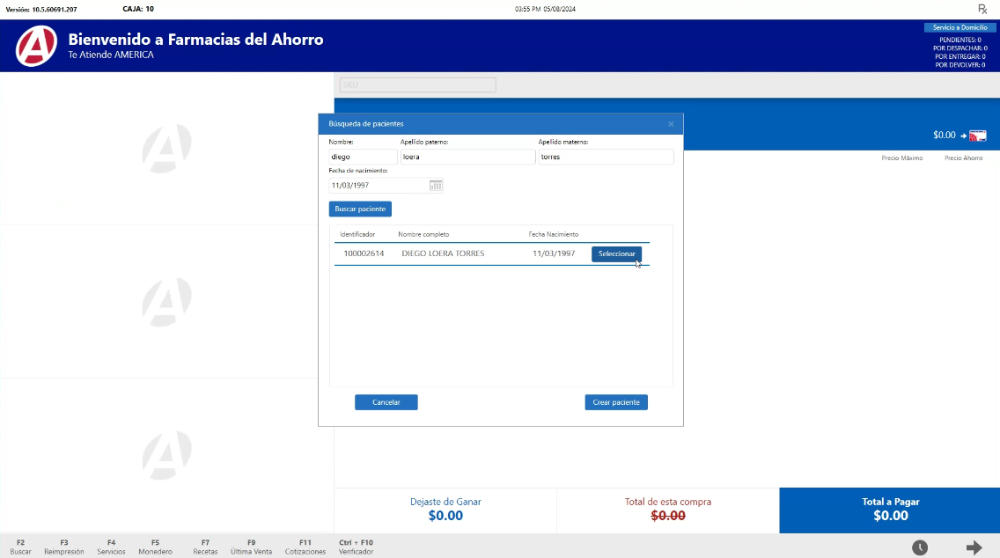 Versión: 10.5.60691.207
CAJA: 10
03:55 PM 05/08/2024
Bienvenido a Farmacias del Ahorro
Te Atiende AMERICA
Servicio a Domicilio
PENDIENTES: 0
POR DESPACHAR: 0
POR ENTREGAR: 0
POR DEVOLVER: 0
SKU
$0.00
Precio Máximo
Precio Ahorro
Búsqueda de pacientes
Nombre:
Apellido paterno:
Apellido materno:
diego
loera
torres
Fecha de nacimiento:
11/03/1997
Buscar paciente
Identificador
Nombre completo
Fecha Nacimiento
100002614
DIEGO LOERA TORRES
11/03/1997
Seleccionar
Cancelar
Crear paciente
Dejaste de Ganar
$0.00
Total de esta compra
$0.00
Total a Pagar
$0.00
F2
Buscar
F3
Reimpresión
F4
Servicios
F5
Monedero
F7
Recetas
F9
Última Venta
F11
Cotizaciones
Ctrl + F10
Verificador